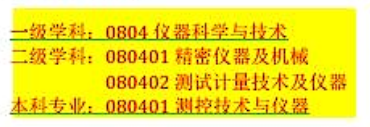 一级学科：0804 仪器科学与技术
二级学科：080401 精密仪器及机械
080402 测试计量技术及仪器
本科专业：080401 测控技术与仪器